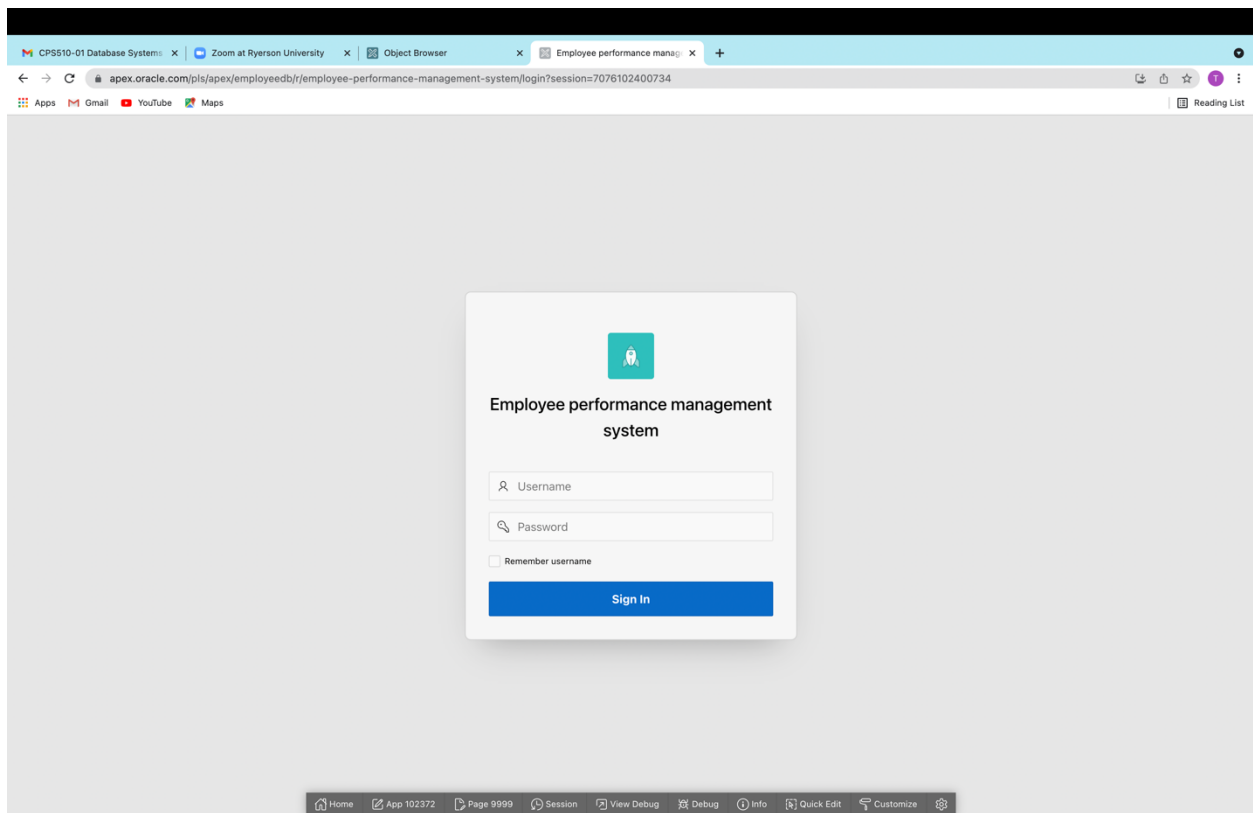 CPS510-01 Database Systems Zoom at Ryerson University Object Browser Employee performance manag
apex.oracle.com/pls/apex/employeedb/r/employee-performance-management-system/login?session=7076102400734 T
Apps Gmail YouTube Maps Reading List
Employee performance management
system
Username
Password
Remember username
Sign In
Home App 102372 Page 9999 Session View Debug Debug Info Quick Edit Customize